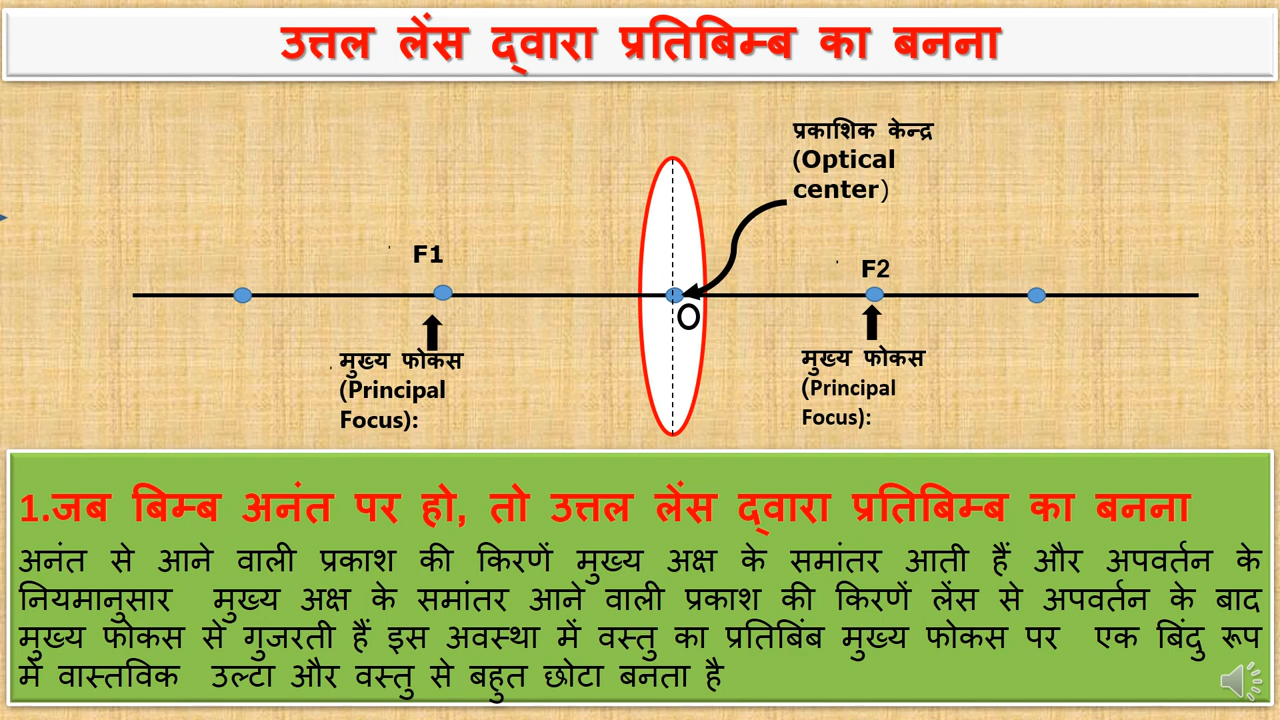 उत्तल लेंस द्वारा प्रतिबिम्ब का बनना
प्रकाशिक केन्द्र
(Optical
center)
F1
F2
O
मुख्य फोकस
(Principal
Focus):
मुख्य फोकस
(Principal
Focus):
1.जब बिम्ब अनंत पर हो, तो उत्तल लेंस द्वारा प्रतिबिम्ब का बनना
अनंत से आने वाली प्रकाश की किरणें मुख्य अक्ष के समांतर आती हैं और अपवर्तन के
नियमानुसार मुख्य अक्ष के समांतर आने वाली प्रकाश की किरणें लेंस से अपवर्तन के बाद
मुख्य फोकस से गुजरती हैं इस अवस्था में वस्तु का प्रतिबिंब मुख्य फोकस पर एक बिंदु रूप
में वास्तविक उल्टा और वस्तु से बहुत छोटा बनता है